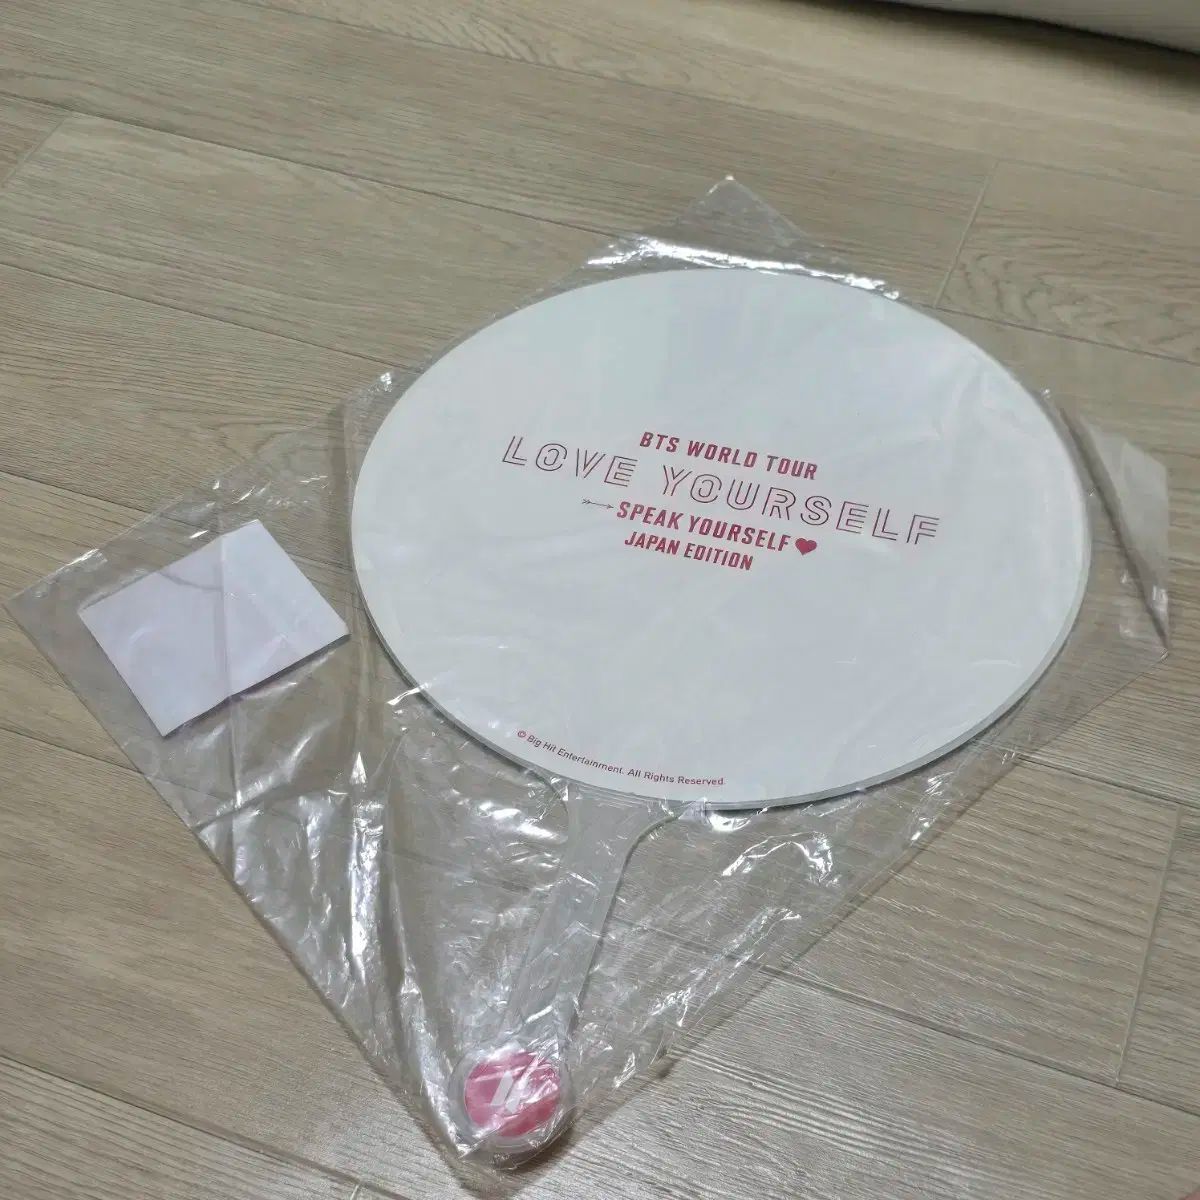 BTS WORLD TOUR
LOVE YOURSELF
SPEAK YOURSELF
JAPAN EDITION
© Big Hit Entertainment. All Rights Reserved.